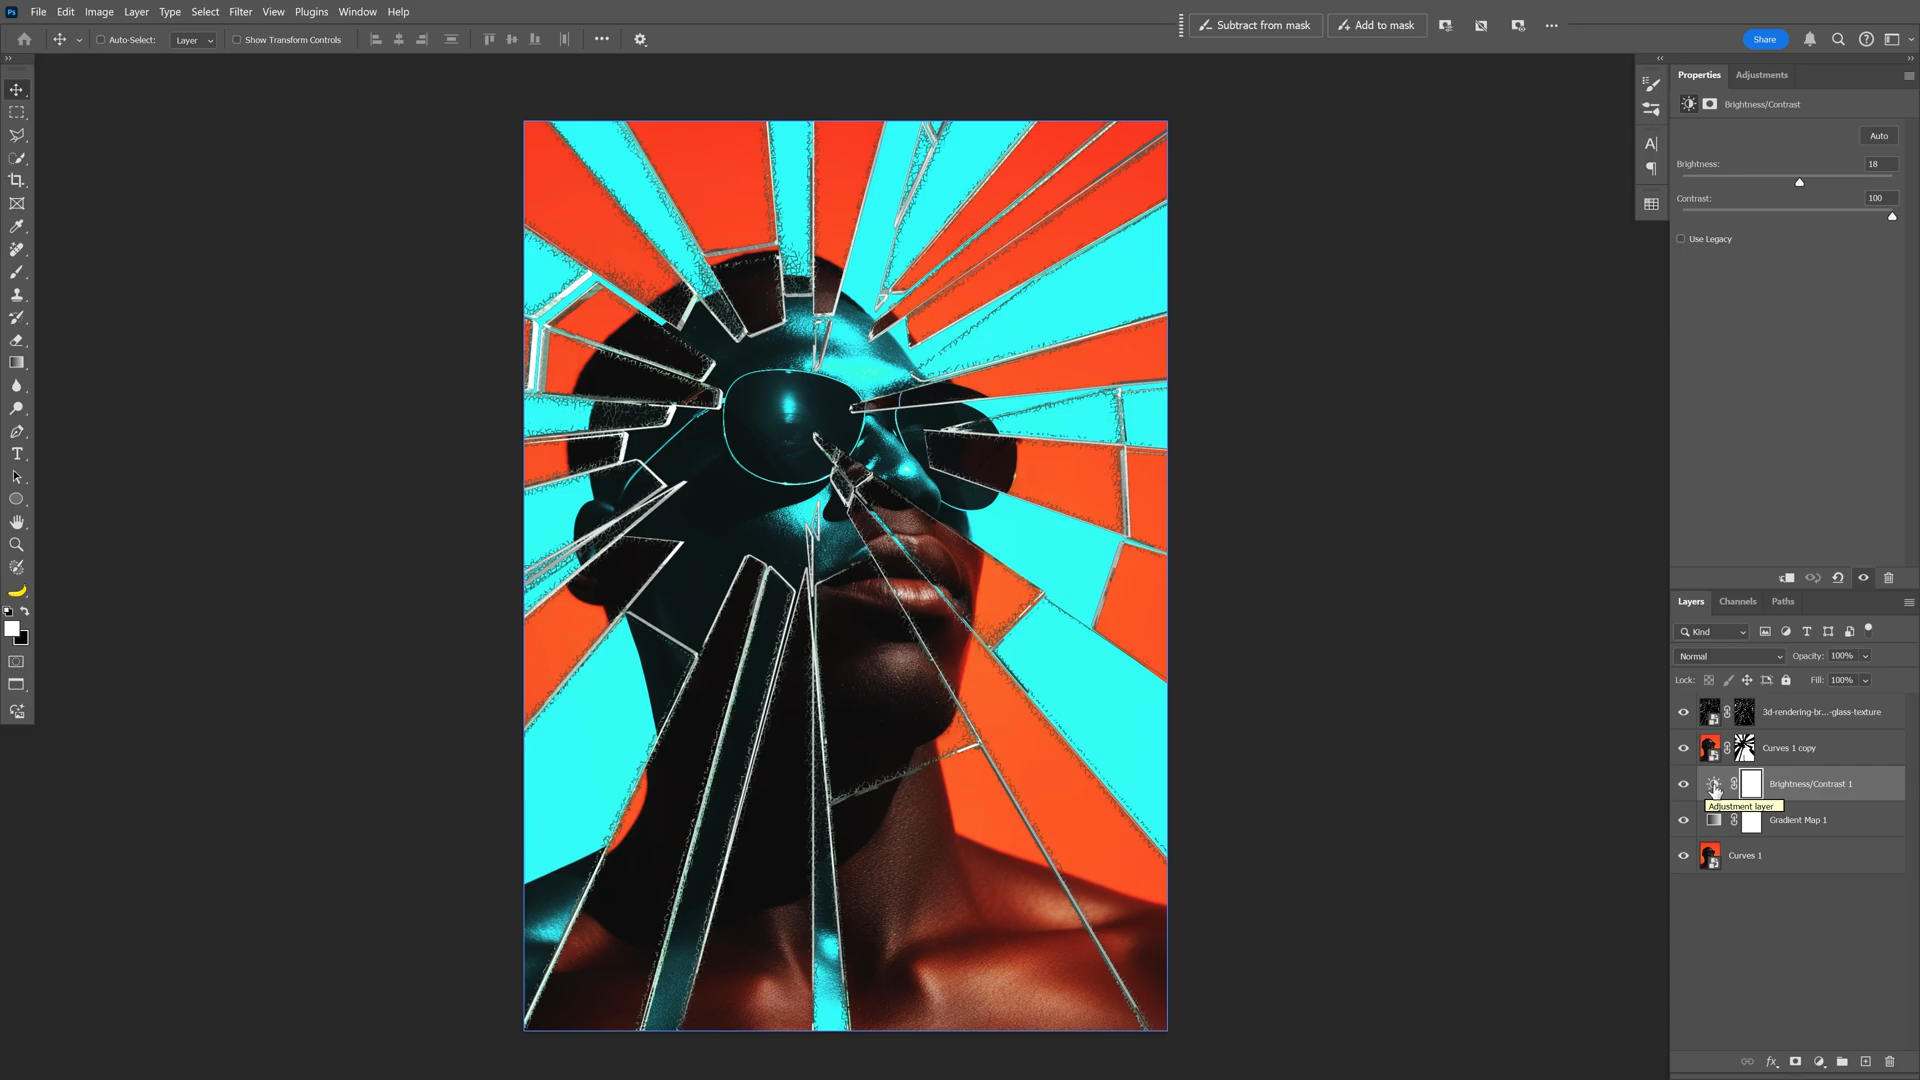 Ps File Edit Image Layer Type Select Filter View Plugins Window Help
Subtract from mask Add to mask
Auto-Select: Layer Show Transform Controls
Share
Properties Adjustments
Brightness/Contrast
Auto
Brightness: 18
Contrast: 100
Use Legacy
Layers Channels Paths
Kind
Normal Opacity: 100%
Lock: Fill: 100%
3d-rendering-br...-glass-texture
Curves 1 copy
Brightness/Contrast 1
Adjustment layer
Gradient Map 1
Curves 1
fx